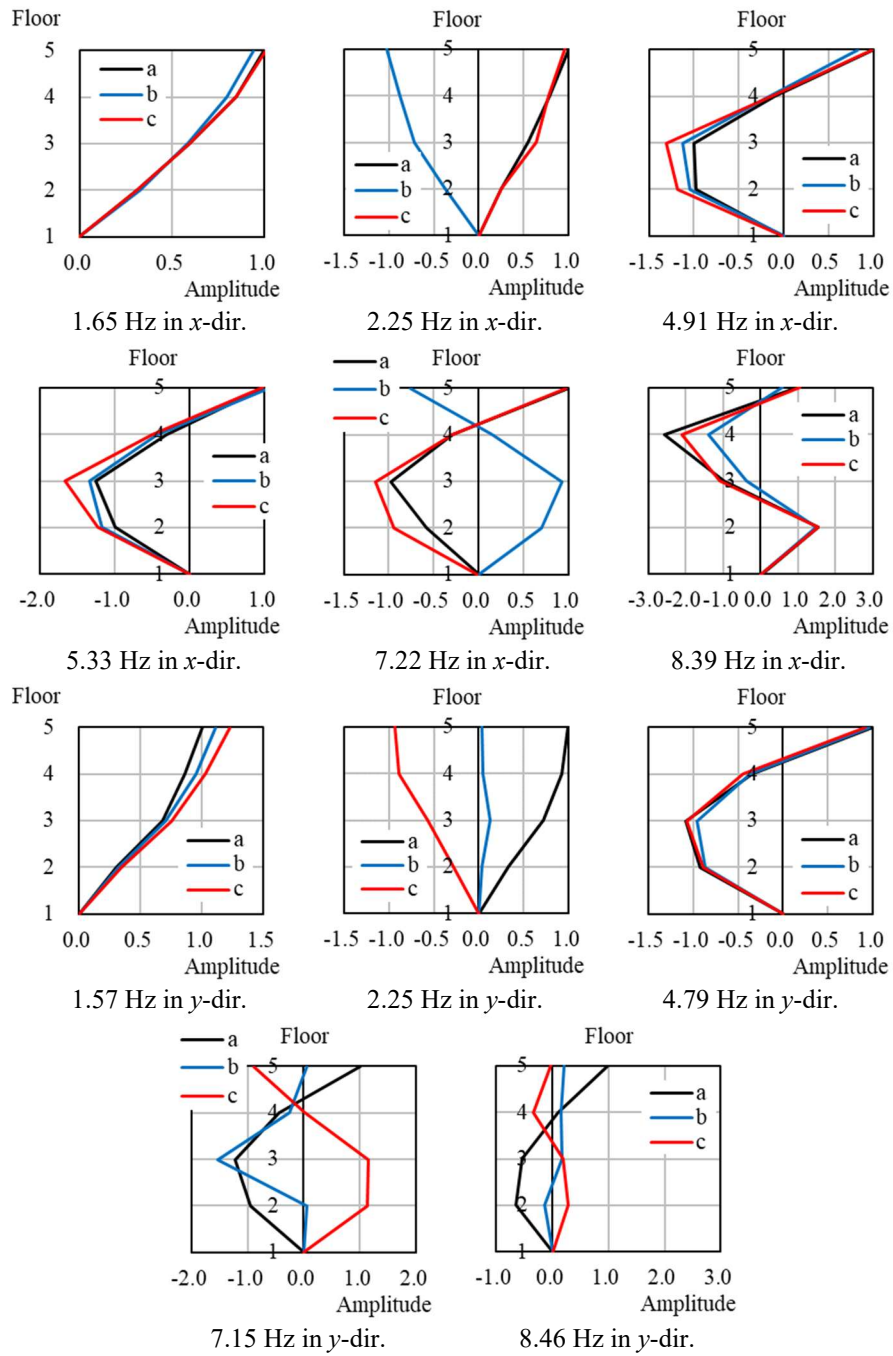 Floor
5
4
3
2
1
a
b
c
0.0 0.5 1.0
Amplitude
1.65 Hz in x-dir.
Floor
5
4
3
2
1
a
b
c
-1.5 -1.0 -0.5 0.0 0.5 1.0
Amplitude
2.25 Hz in x-dir.
Floor
5
4
3
2
1
a
b
c
-1.5 -1.0 -0.5 0.0 0.5 1.0
Amplitude
4.91 Hz in x-dir.
Floor
5
4
3
2
1
a
b
c
-2.0 -1.0 0.0 1.0
Amplitude
5.33 Hz in x-dir.
Floor
a
b
c
5
4
3
2
1
-1.5 -1.0 -0.5 0.0 0.5 1.0
Amplitude
7.22 Hz in x-dir.
Floor
5
4
3
2
1
a
b
c
-3.0 -2.0 -1.0 0.0 1.0 2.0 3.0
Amplitude
8.39 Hz in x-dir.
Floor
5
4
3
2
1
a
b
c
0.0 0.5 1.0 1.5
Amplitude
1.57 Hz in y-dir.
Floor
5
4
3
2
1
a
b
c
-1.5 -1.0 -0.5 0.0 0.5 1.0
Amplitude
2.25 Hz in y-dir.
Floor
5
4
3
2
1
a
b
c
-1.5 -1.0 -0.5 0.0 0.5 1.0
Amplitude
4.79 Hz in y-dir.
Floor
a
b
c
5
4
3
2
1
-2.0 -1.0 0.0 1.0 2.0
Amplitude
7.15 Hz in y-dir.
Floor
5
4
3
2
1
a
b
c
-1.0 0.0 1.0 2.0 3.0
Amplitude
8.46 Hz in y-dir.